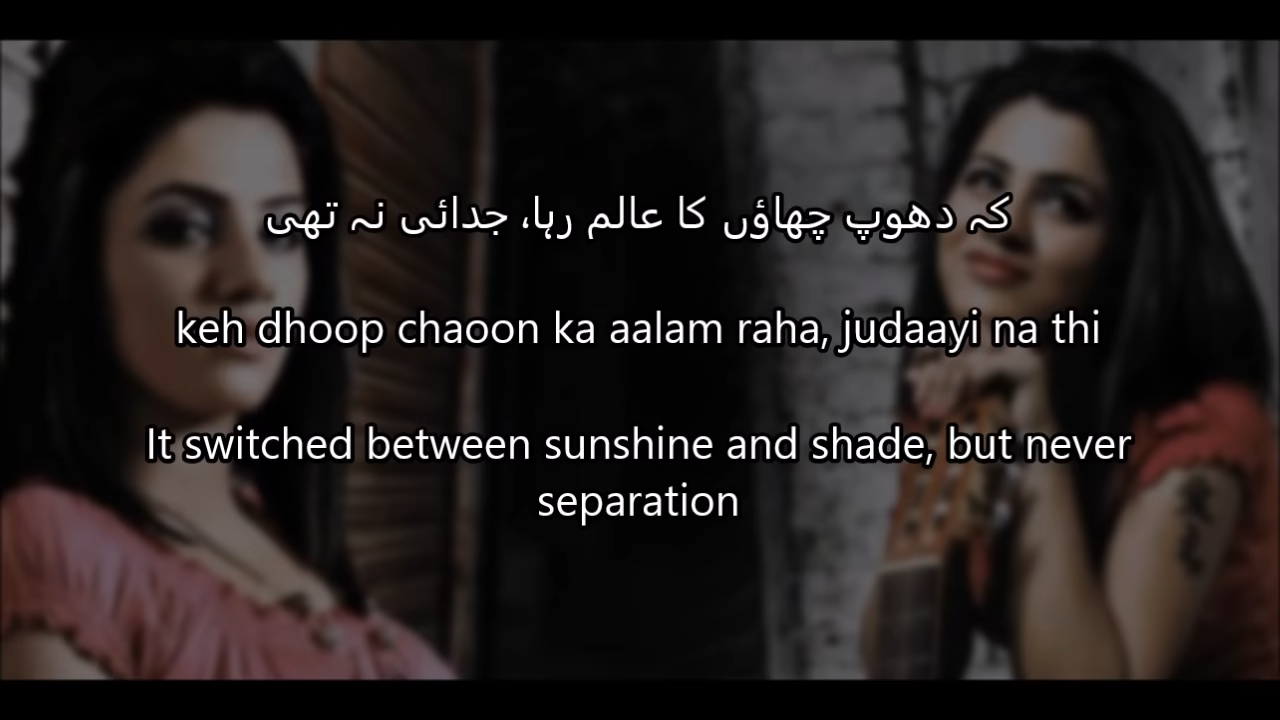 کہ دھوپ چھاؤں کا عالم رہا، جدائی نہ تھی
keh dhoop chaoon ka aalam raha, judaayi na thi
It switched between sunshine and shade, but never
separation